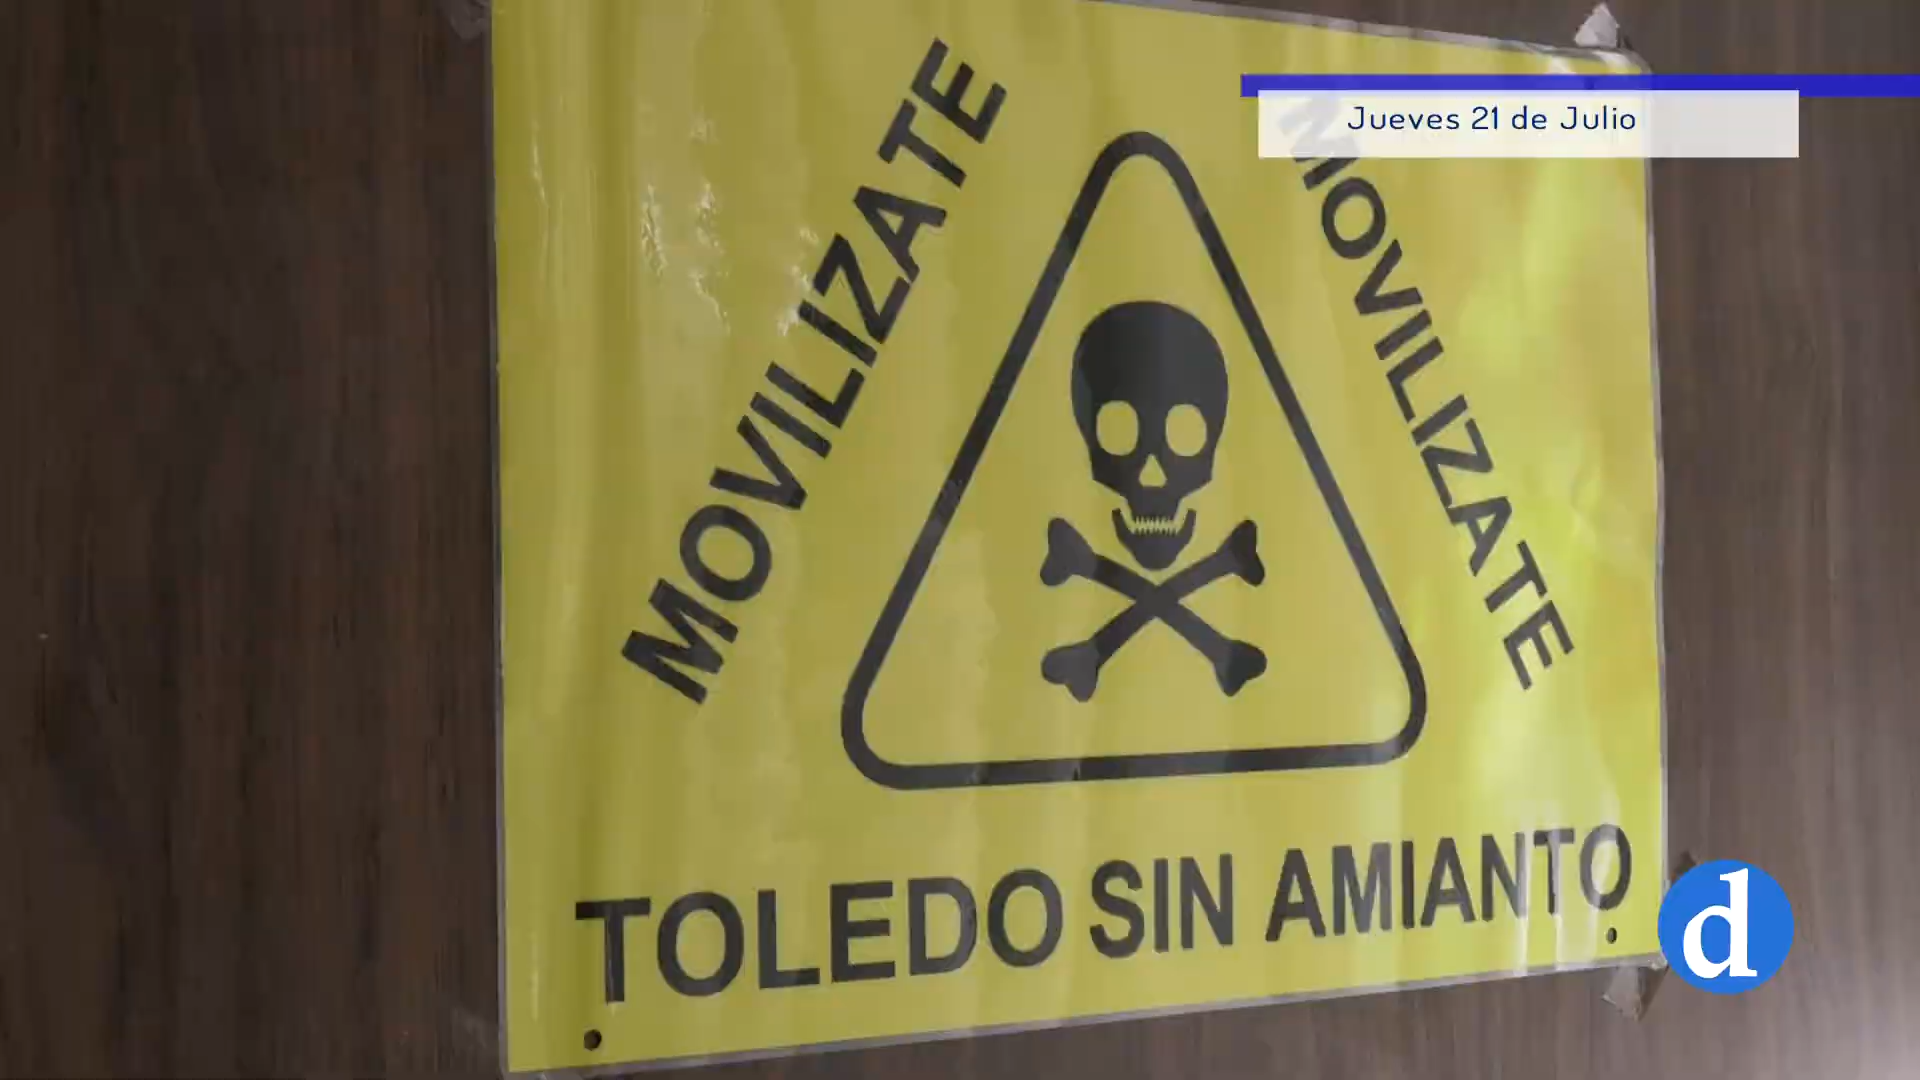 Jueves 21 de Julio
MOVILIZATE
MOVILIZATE
TOLEDO SIN AMIANTO
d